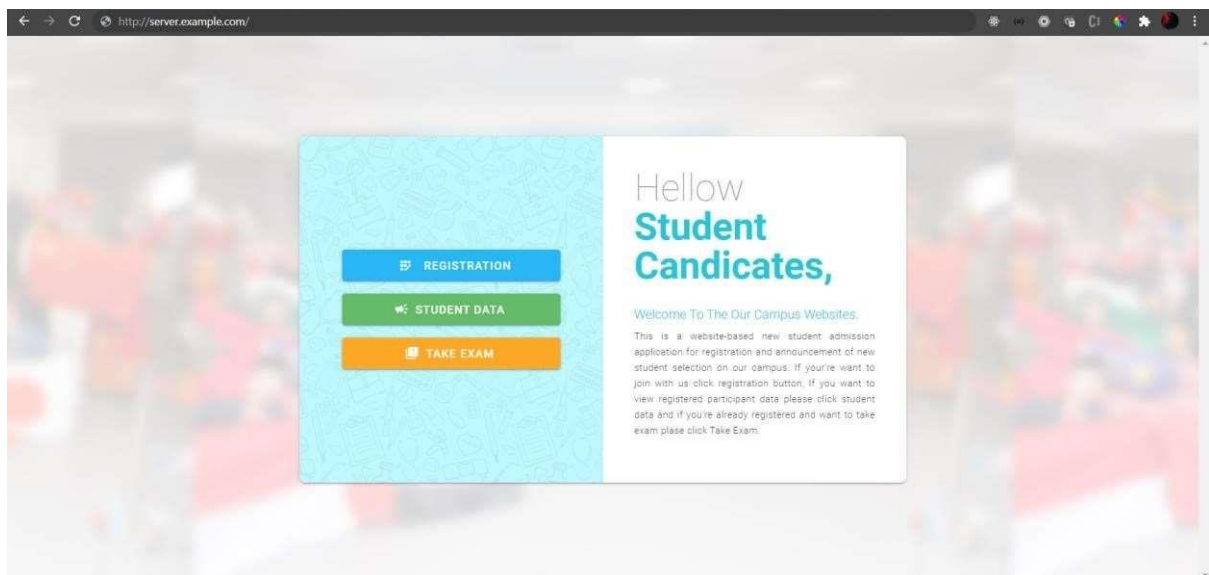 http://server.example.com/
REGISTRATION
STUDENT DATA
TAKE EXAM
Hellow
Student
Candicates,
Welcome To The Our Campus Websites.
This is a website-based new student admission
application for registration and announcement of new
student selection on our campus. If your're want to
join with us click registration button, If you want to
view registered participant data please click student
data and if you're already registered and want to take
exam plase click Take Exam.